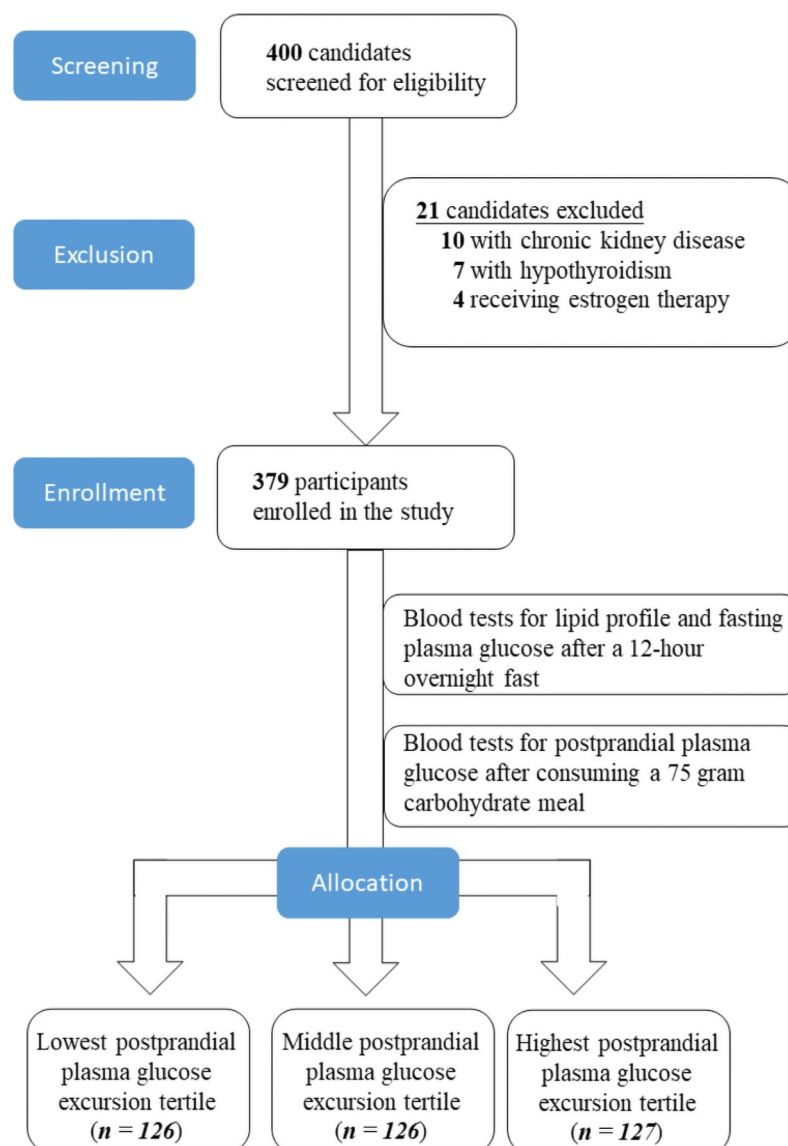 Screening
400 candidates
screened for eligibility
Exclusion
21 candidates excluded
10 with chronic kidney disease
7 with hypothyroidism
4 receiving estrogen therapy
Enrollment
379 participants
enrolled in the study
Blood tests for lipid profile and fasting
plasma glucose after a 12-hour
overnight fast
Blood tests for postprandial plasma
glucose after consuming a 75 gram
carbohydrate meal
Allocation
Lowest postprandial
plasma glucose
excursion tertile
(n = 126)
Middle postprandial
plasma glucose
excursion tertile
(n = 126)
Highest postprandial
plasma glucose
excursion tertile
(n = 127)